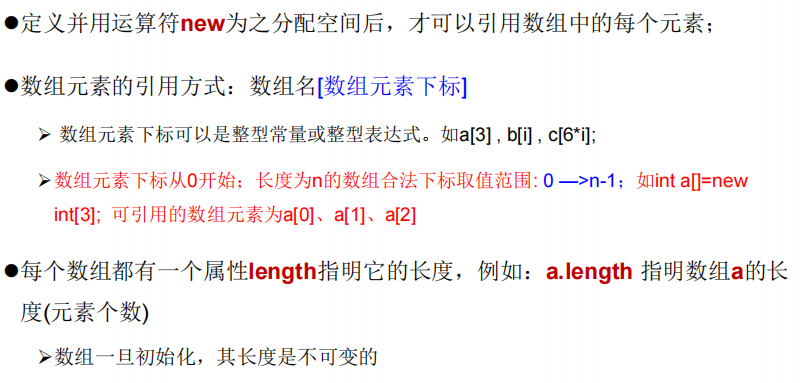 ●定义并用运算符new为之分配空间后，才可以引用数组中的每个元素；
●数组元素的引用方式：数组名[数组元素下标]
➢ 数组元素下标可以是整型常量或整型表达式。如a[3] , b[i] , c[6*i];
➢数组元素下标从0开始；长度为n的数组合法下标取值范围: 0 —>n-1；如int a[]=new
int[3]; 可引用的数组元素为a[0]、a[1]、a[2]
●每个数组都有一个属性length指明它的长度，例如：a.length 指明数组a的长
度(元素个数)
➢数组一旦初始化，其长度是不可变的